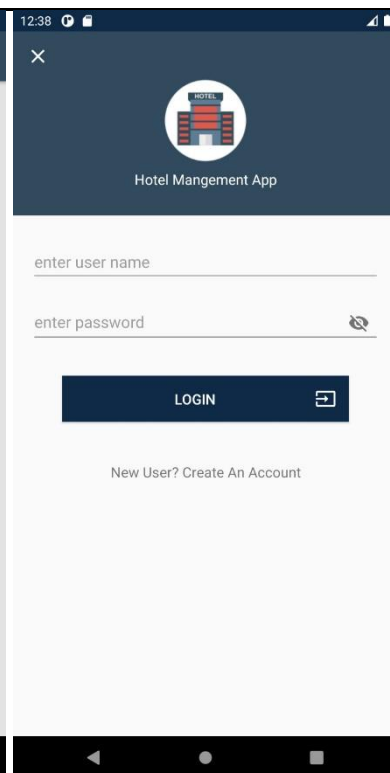 12:38
HOTEL
Hotel Mangement App
enter user name
enter password
LOGIN
New User? Create An Account